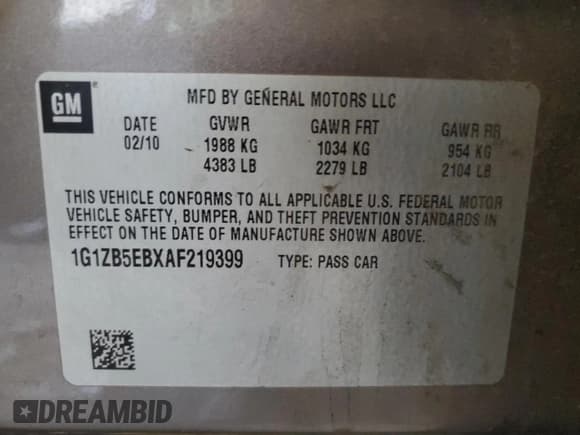 GM
MFD BY GENERAL MOTORS LLC
DATE GVWR GAWR FRT GAWR RR
02/10 1988 KG 1034 KG 954 KG
4383 LB 2279 LB 2104 LB
THIS VEHICLE CONFORMS TO ALL APPLICABLE U.S. FEDERAL MOTOR
VEHICLE SAFETY, BUMPER, AND THEFT PREVENTION STANDARDS IN
EFFECT ON THE DATE OF MANUFACTURE SHOWN ABOVE.
1G1ZB5EBXAF219399 TYPE: PASS CAR
DREAMBID